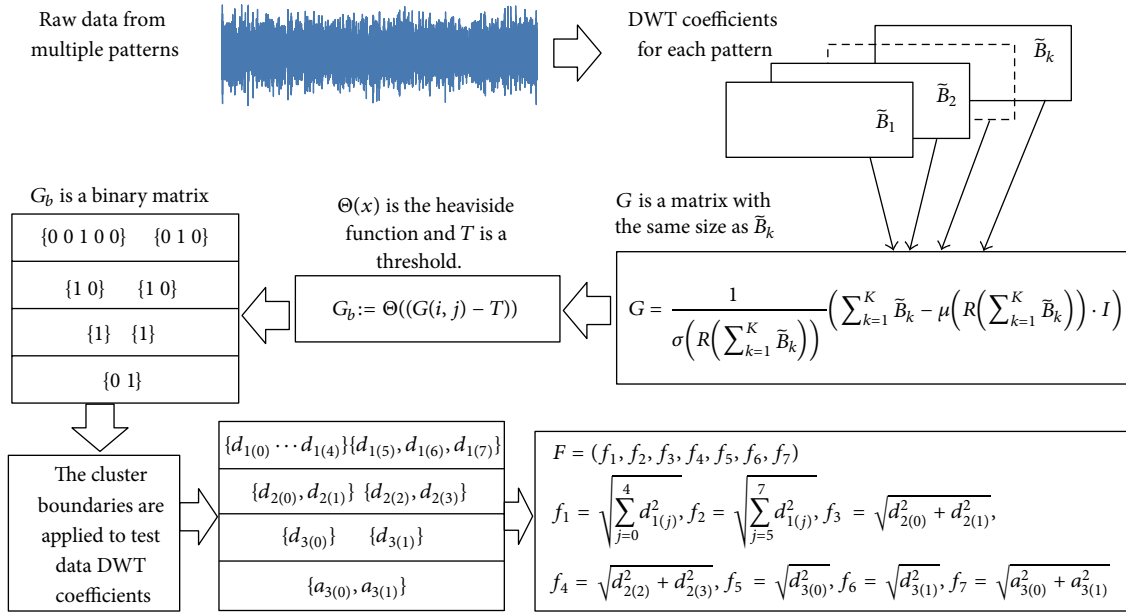 Raw data from
multiple patterns
DWT coefficients
for each pattern
B̃_1
B̃_2
B̃_k
G_b is a binary matrix
{0 0 1 0 0} {0 1 0}
{1 0} {1 0}
{1} {1}
{0 1}
Θ(x) is the heaviside
function and T is a
threshold.
G_b := Θ((G(i, j) − T))
G is a matrix with
the same size as B̃_k
G = \frac{1}{σ(R(∑_{k=1}^{K} B̃_k))} (∑_{k=1}^{K} B̃_k − μ(R(∑_{k=1}^{K} B̃_k)) · I)
The cluster
boundaries are
applied to test
data DWT
coefficients
{d_{1(0)} ⋯ d_{1(4)}}{d_{1(5)}, d_{1(6)}, d_{1(7)}}
{d_{2(0)}, d_{2(1)}} {d_{2(2)}, d_{2(3)}}
{d_{3(0)}} {d_{3(1)}}
{a_{3(0)}, a_{3(1)}}
F = (f_1, f_2, f_3, f_4, f_5, f_6, f_7)
f_1 = \sqrt{∑_{j=0}^{4} d_{1(j)}^2}, f_2 = \sqrt{∑_{j=5}^{7} d_{1(j)}^2}, f_3 = \sqrt{d_{2(0)}^2 + d_{2(1)}^2},
f_4 = \sqrt{d_{2(2)}^2 + d_{2(3)}^2}, f_5 = \sqrt{d_{3(0)}^2}, f_6 = \sqrt{d_{3(1)}^2}, f_7 = \sqrt{a_{3(0)}^2 + a_{3(1)}^2}